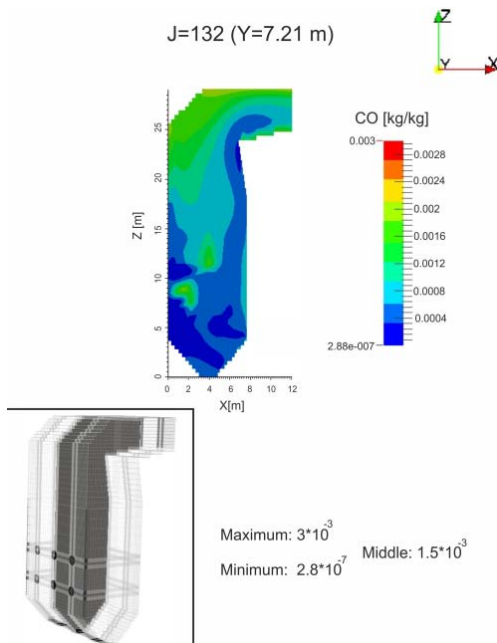 J=132 (Y=7.21 m)
Z
Y
X
CO [kg/kg]
0.003
0.0028
0.0024
0.002
0.0016
0.0012
0.0008
0.0004
2.88e-007
Z [m]
25
20
15
10
5
0
0 2 4 6 8 10 12
X[m]
Maximum: 3*10^-3
Middle: 1.5*10^-3
Minimum: 2.8*10^-7